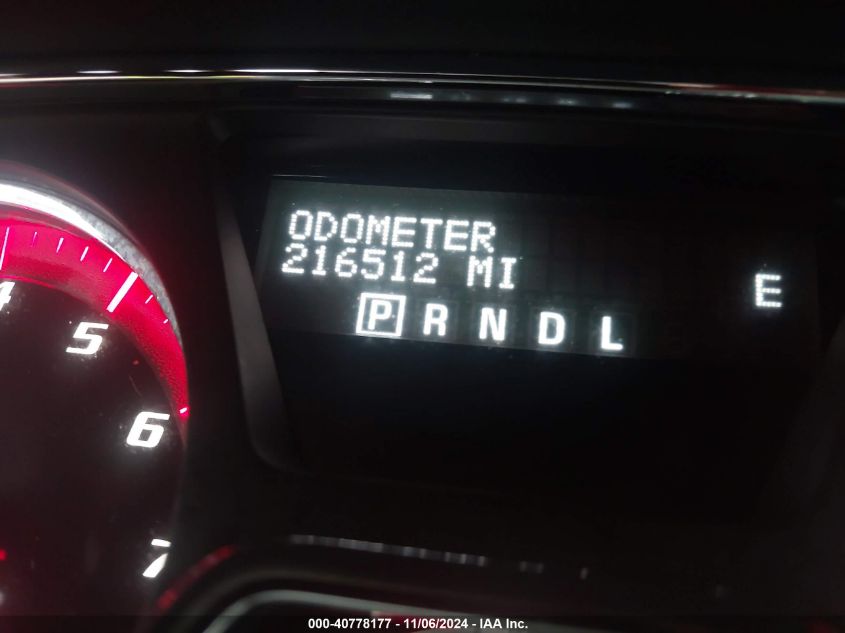 ODOMETER
216512 MI
E
P R N D L
4
5
6
7
000-40778177 - 11/06/2024 - IAA Inc.